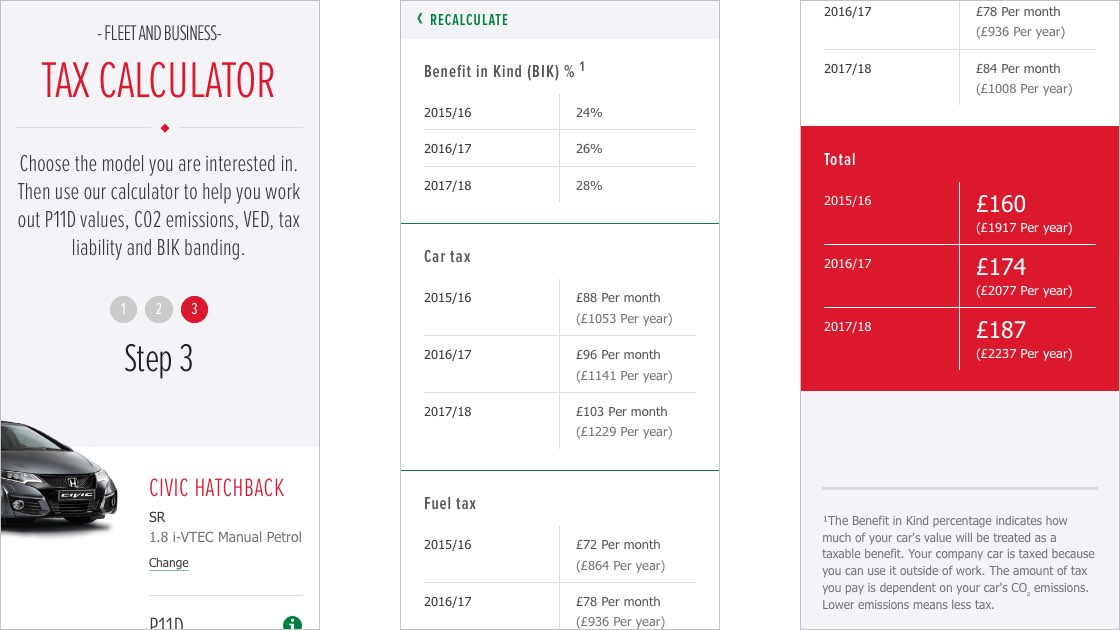 - FLEET AND BUSINESS-
TAX CALCULATOR
Choose the model you are interested in.
Then use our calculator to help you work
out P11D values, CO2 emissions, VED, tax
liability and BIK banding.
1 2 3
Step 3
CIVIC
CIVIC HATCHBACK
SR
1.8 i-VTEC Manual Petrol
Change
P11D
i
RECALCULATE
Benefit in Kind (BIK) % 1
2015/16 24%
2016/17 26%
2017/18 28%
Car tax
2015/16 £88 Per month
(£1053 Per year)
2016/17 £96 Per month
(£1141 Per year)
2017/18 £103 Per month
(£1229 Per year)
Fuel tax
2015/16 £72 Per month
(£864 Per year)
2016/17 £78 Per month
(£936 Per year)
2016/17 £78 Per month
(£936 Per year)
2017/18 £84 Per month
(£1008 Per year)
Total
2015/16 £160
(£1917 Per year)
2016/17 £174
(£2077 Per year)
2017/18 £187
(£2237 Per year)
¹The Benefit in Kind percentage indicates how
much of your car's value will be treated as a
taxable benefit. Your company car is taxed because
you can use it outside of work. The amount of tax
you pay is dependent on your car's CO₂ emissions.
Lower emissions means less tax.